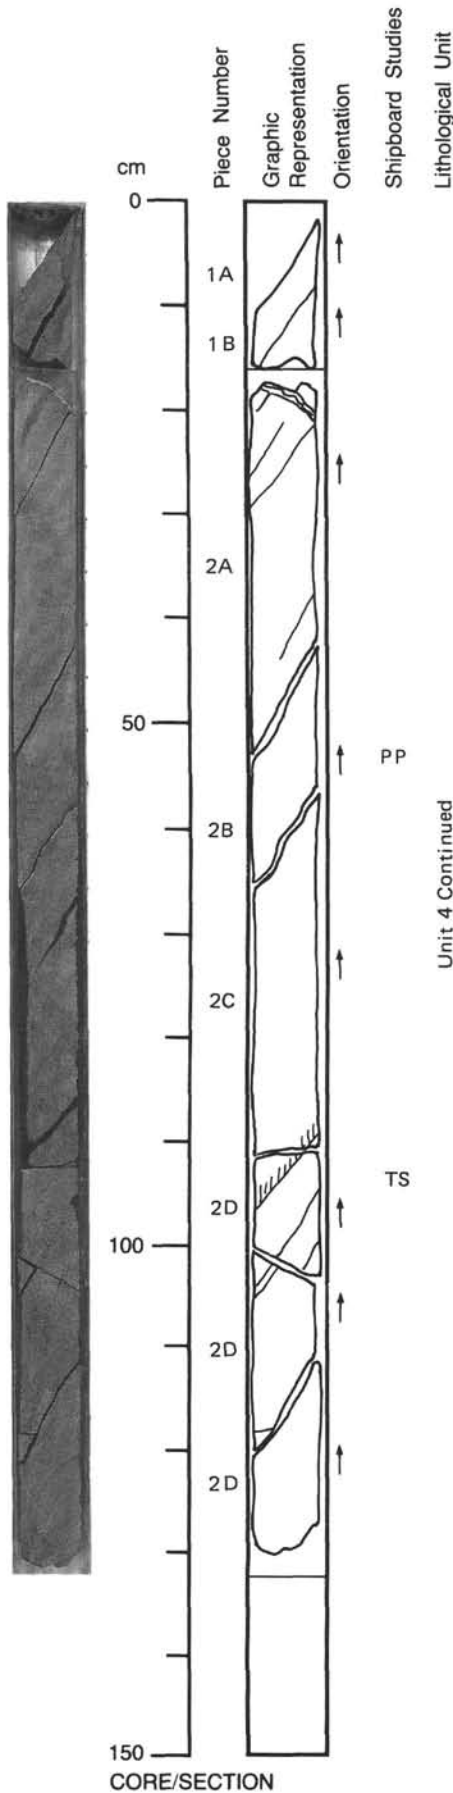 cm
Piece Number
Graphic
Representation
Orientation
Shipboard Studies
Lithological Unit
0
1A
1B
2A
50
PP
2B
Unit 4 Continued
2C
TS
2D
100
2D
2D
150
CORE/SECTION